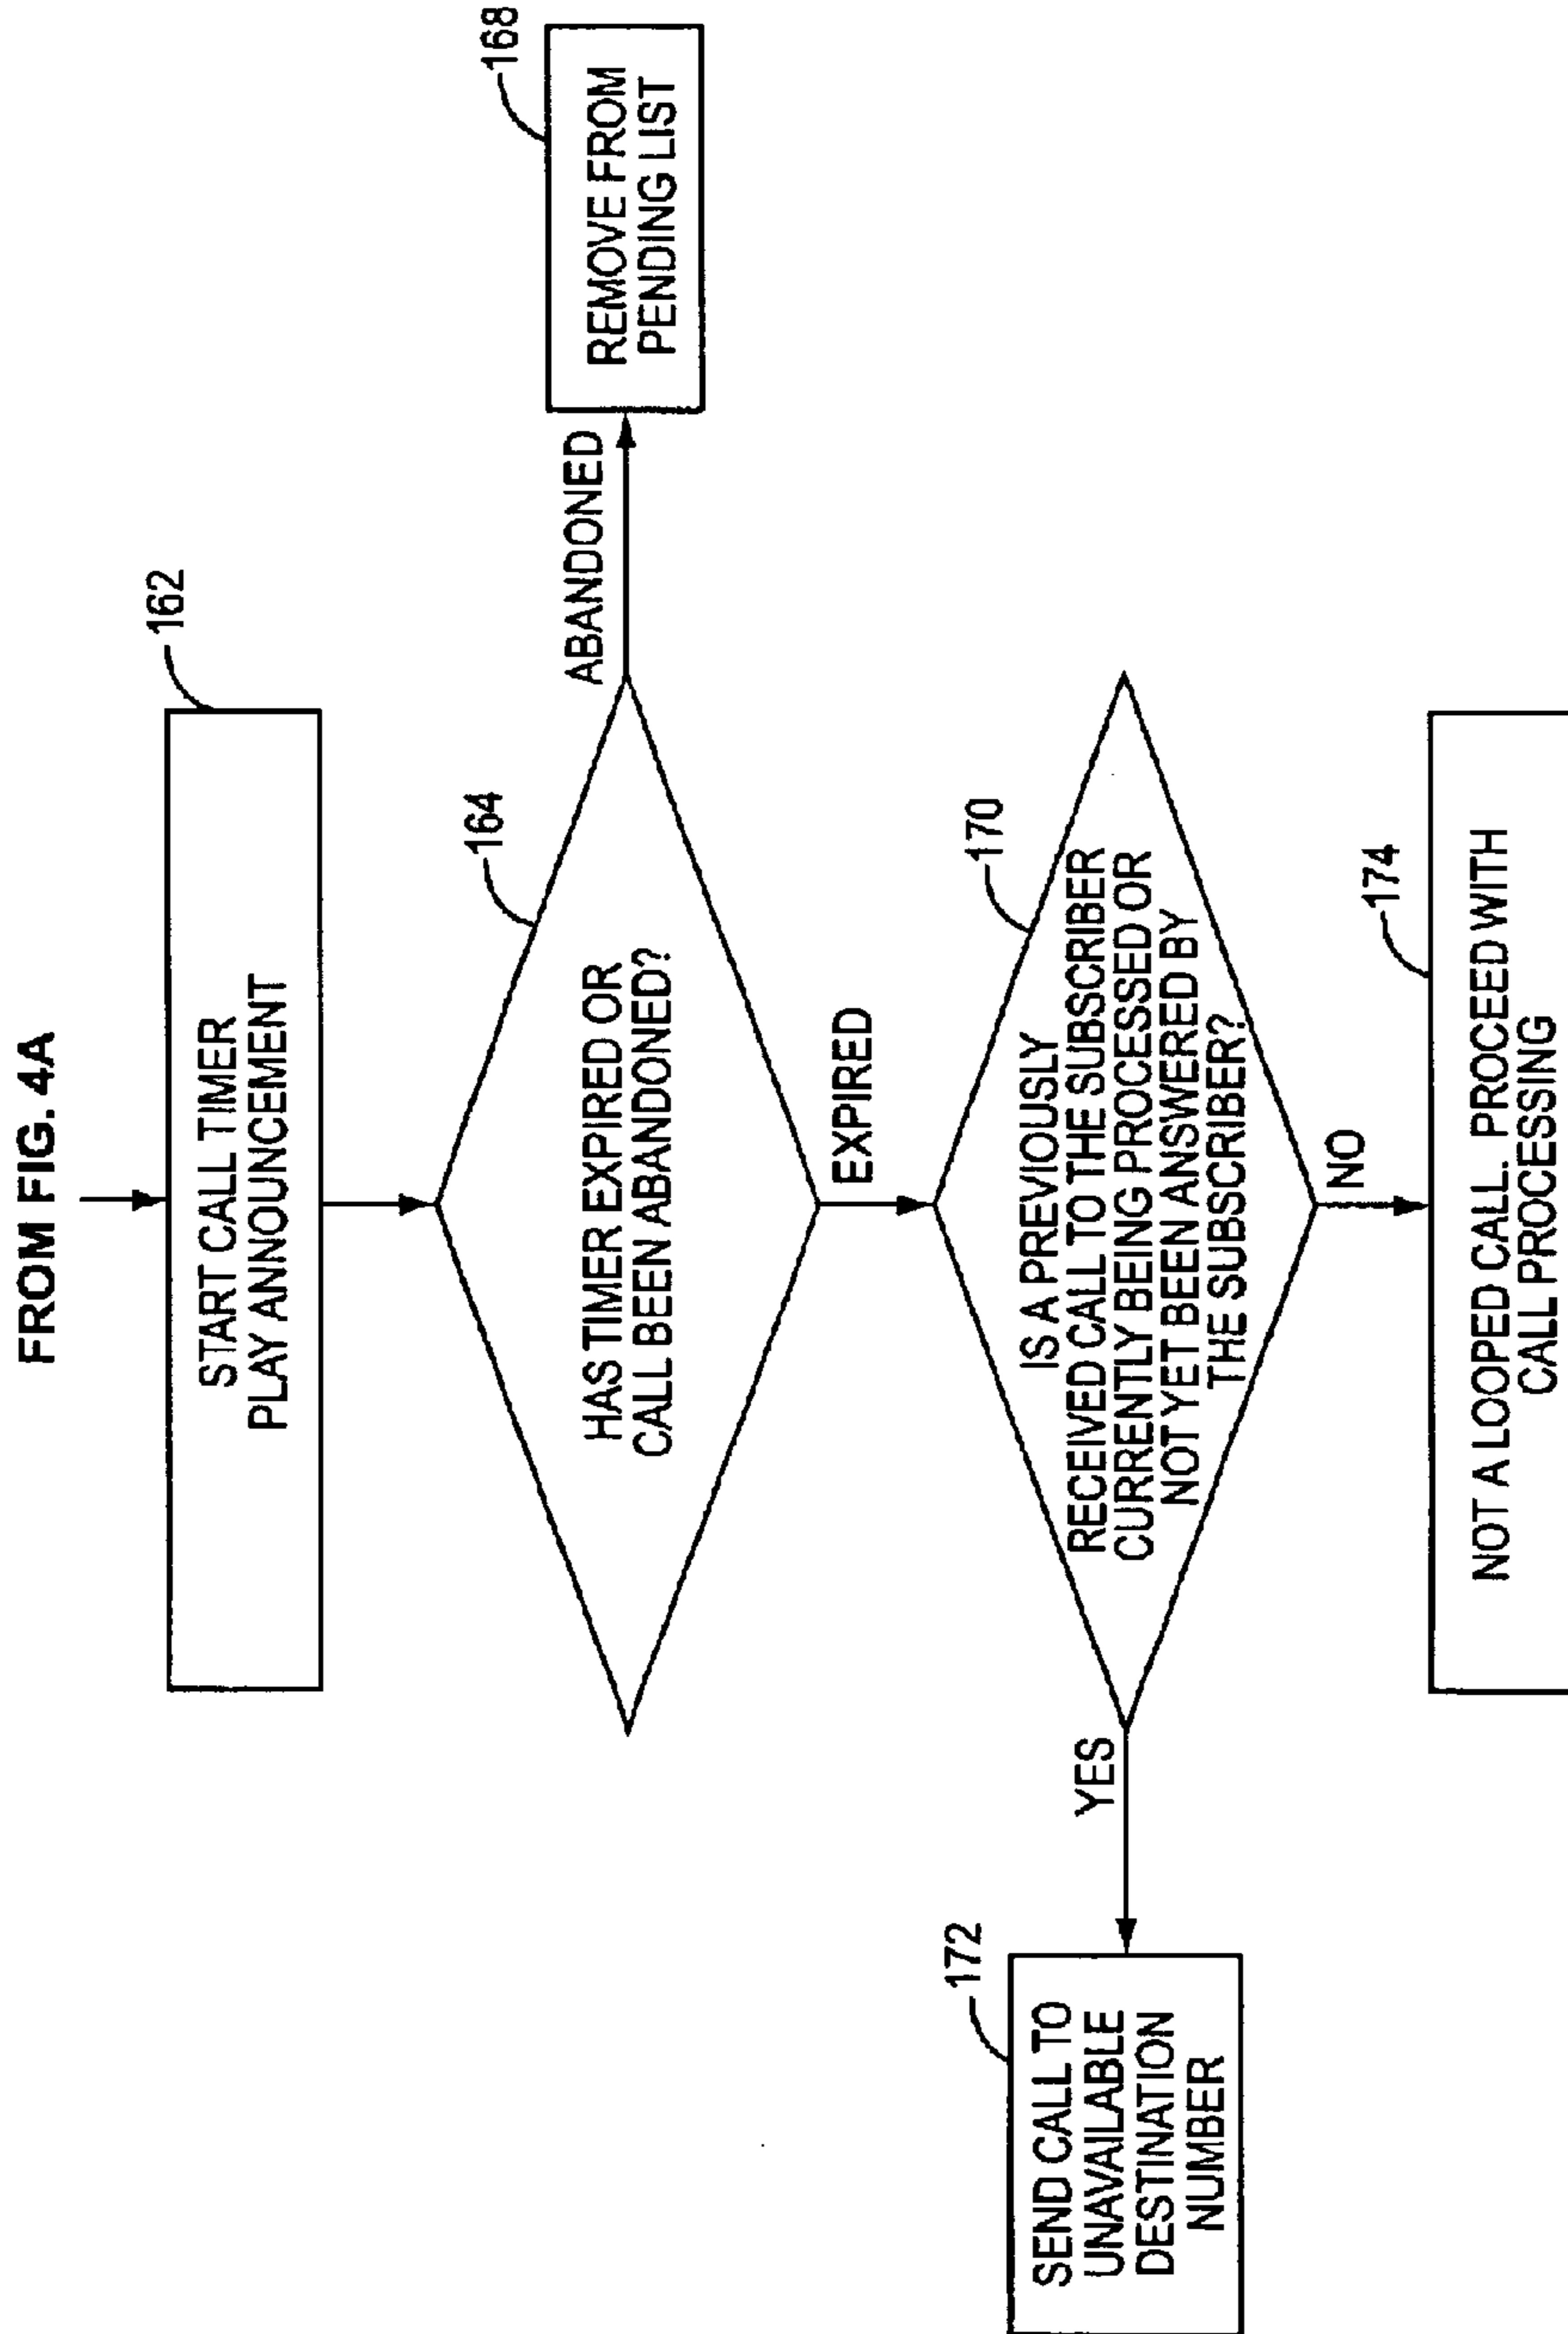 FROM FIG. 4A
162
START CALL TIMER
PLAY ANNOUNCEMENT
164
HAS TIMER EXPIRED OR
CALL BEEN ABANDONED?
ABANDONED
168
REMOVE FROM
PENDING LIST
EXPIRED
170
IS A PREVIOUSLY
RECEIVED CALL TO THE SUBSCRIBER
CURRENTLY BEING PROCESSED OR
NOT YET BEEN ANSWERED BY
THE SUBSCRIBER?
YES
172
SEND CALL TO
UNAVAILABLE
DESTINATION
NUMBER
NO
174
NOT A LOOPED CALL. PROCEED WITH
CALL PROCESSING